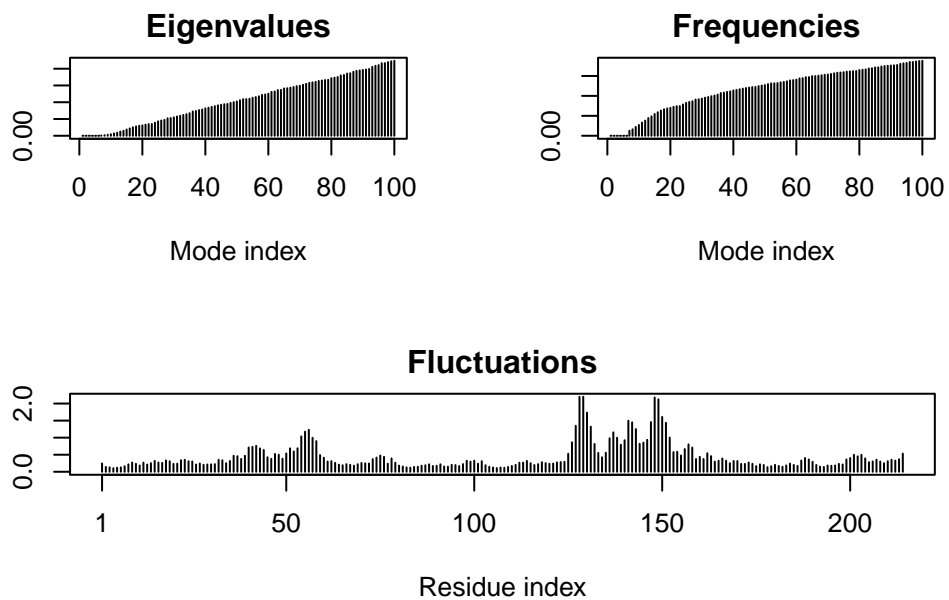 Eigenvalues
0.00
0 20 40 60 80 100
Mode index
Frequencies
0.00
0 20 40 60 80 100
Mode index
Fluctuations
2.0
0.0
1 50 100 150 200
Residue index